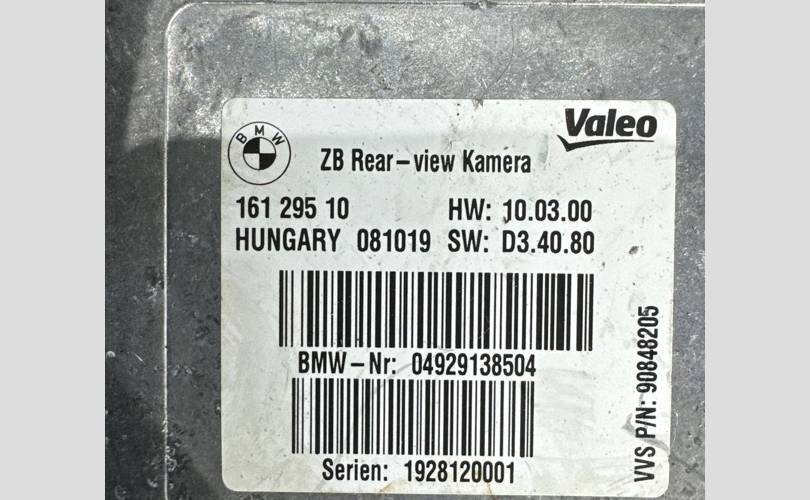 BMW
Valeo
ZB Rear-view Kamera
161 295 10 HW: 10.03.00
HUNGARY 081019 SW: D3.40.80
BMW-Nr: 04929138504
Serien: 1928120001
VVS P/N: 90848205